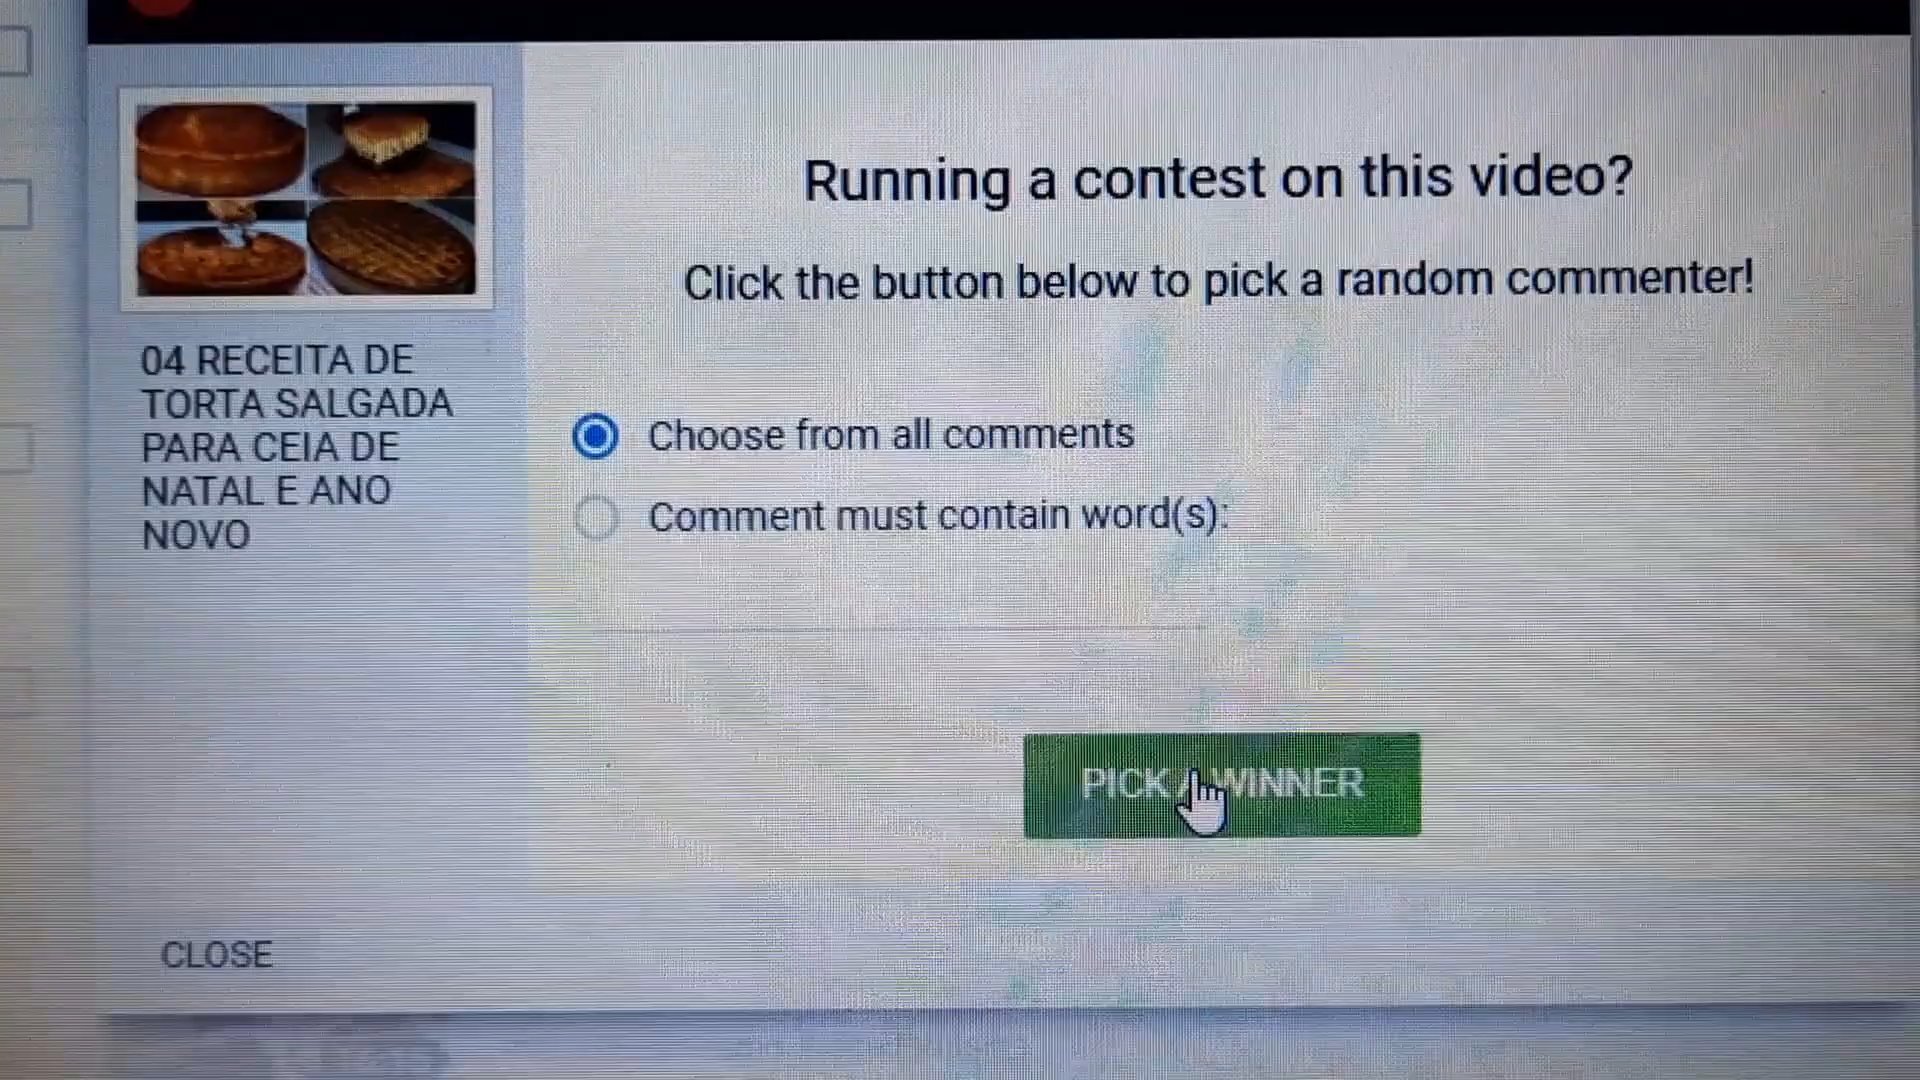 Running a contest on this video?
Click the button below to pick a random commenter!
04 RECEITA DE
TORTA SALGADA
PARA CEIA DE
NATAL E ANO
NOVO
Choose from all comments
Comment must contain word(s):
PICK A WINNER
CLOSE